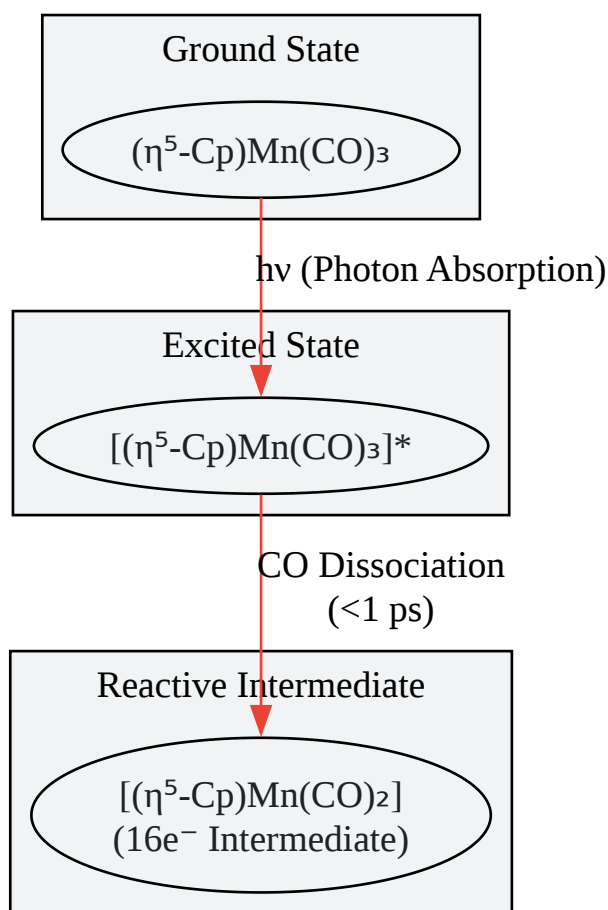 Ground State
(η⁵-Cp)Mn(CO)₃
hν (Photon Absorption)
Excited State
[(η⁵-Cp)Mn(CO)₃]*
CO Dissociation
(<1 ps)
Reactive Intermediate
[(η⁵-Cp)Mn(CO)₂]
(16e⁻ Intermediate)